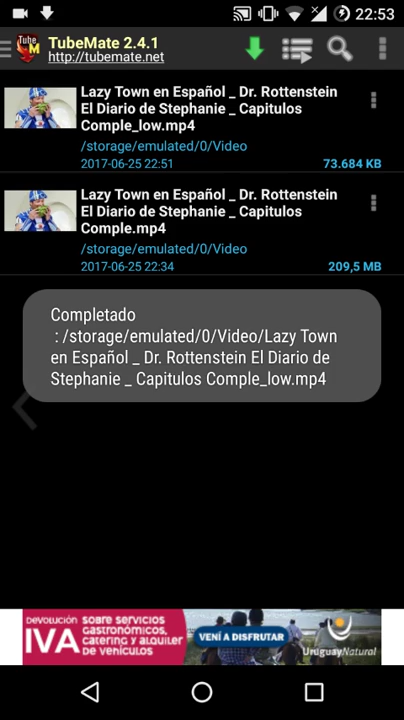 22:53
TubeMate 2.4.1
http://tubemate.net
Lazy Town en Español _ Dr. Rottenstein
El Diario de Stephanie _ Capitulos
Comple_low.mp4
/storage/emulated/0/Video
2017-06-25 22:51 73.684 KB
Lazy Town en Español _ Dr. Rottenstein
El Diario de Stephanie _ Capitulos
Comple.mp4
/storage/emulated/0/Video
2017-06-25 22:34 209,5 MB
Completado
: /storage/emulated/0/Video/Lazy Town
en Español _ Dr. Rottenstein El Diario de
Stephanie _ Capitulos Comple_low.mp4
DEVOLUCIÓN
IVA
SOBRE SERVICIOS
GASTRONÓMICOS,
CATERING Y ALQUILER
DE VEHÍCULOS
VENÍ A DISFRUTAR
Uruguay Natural